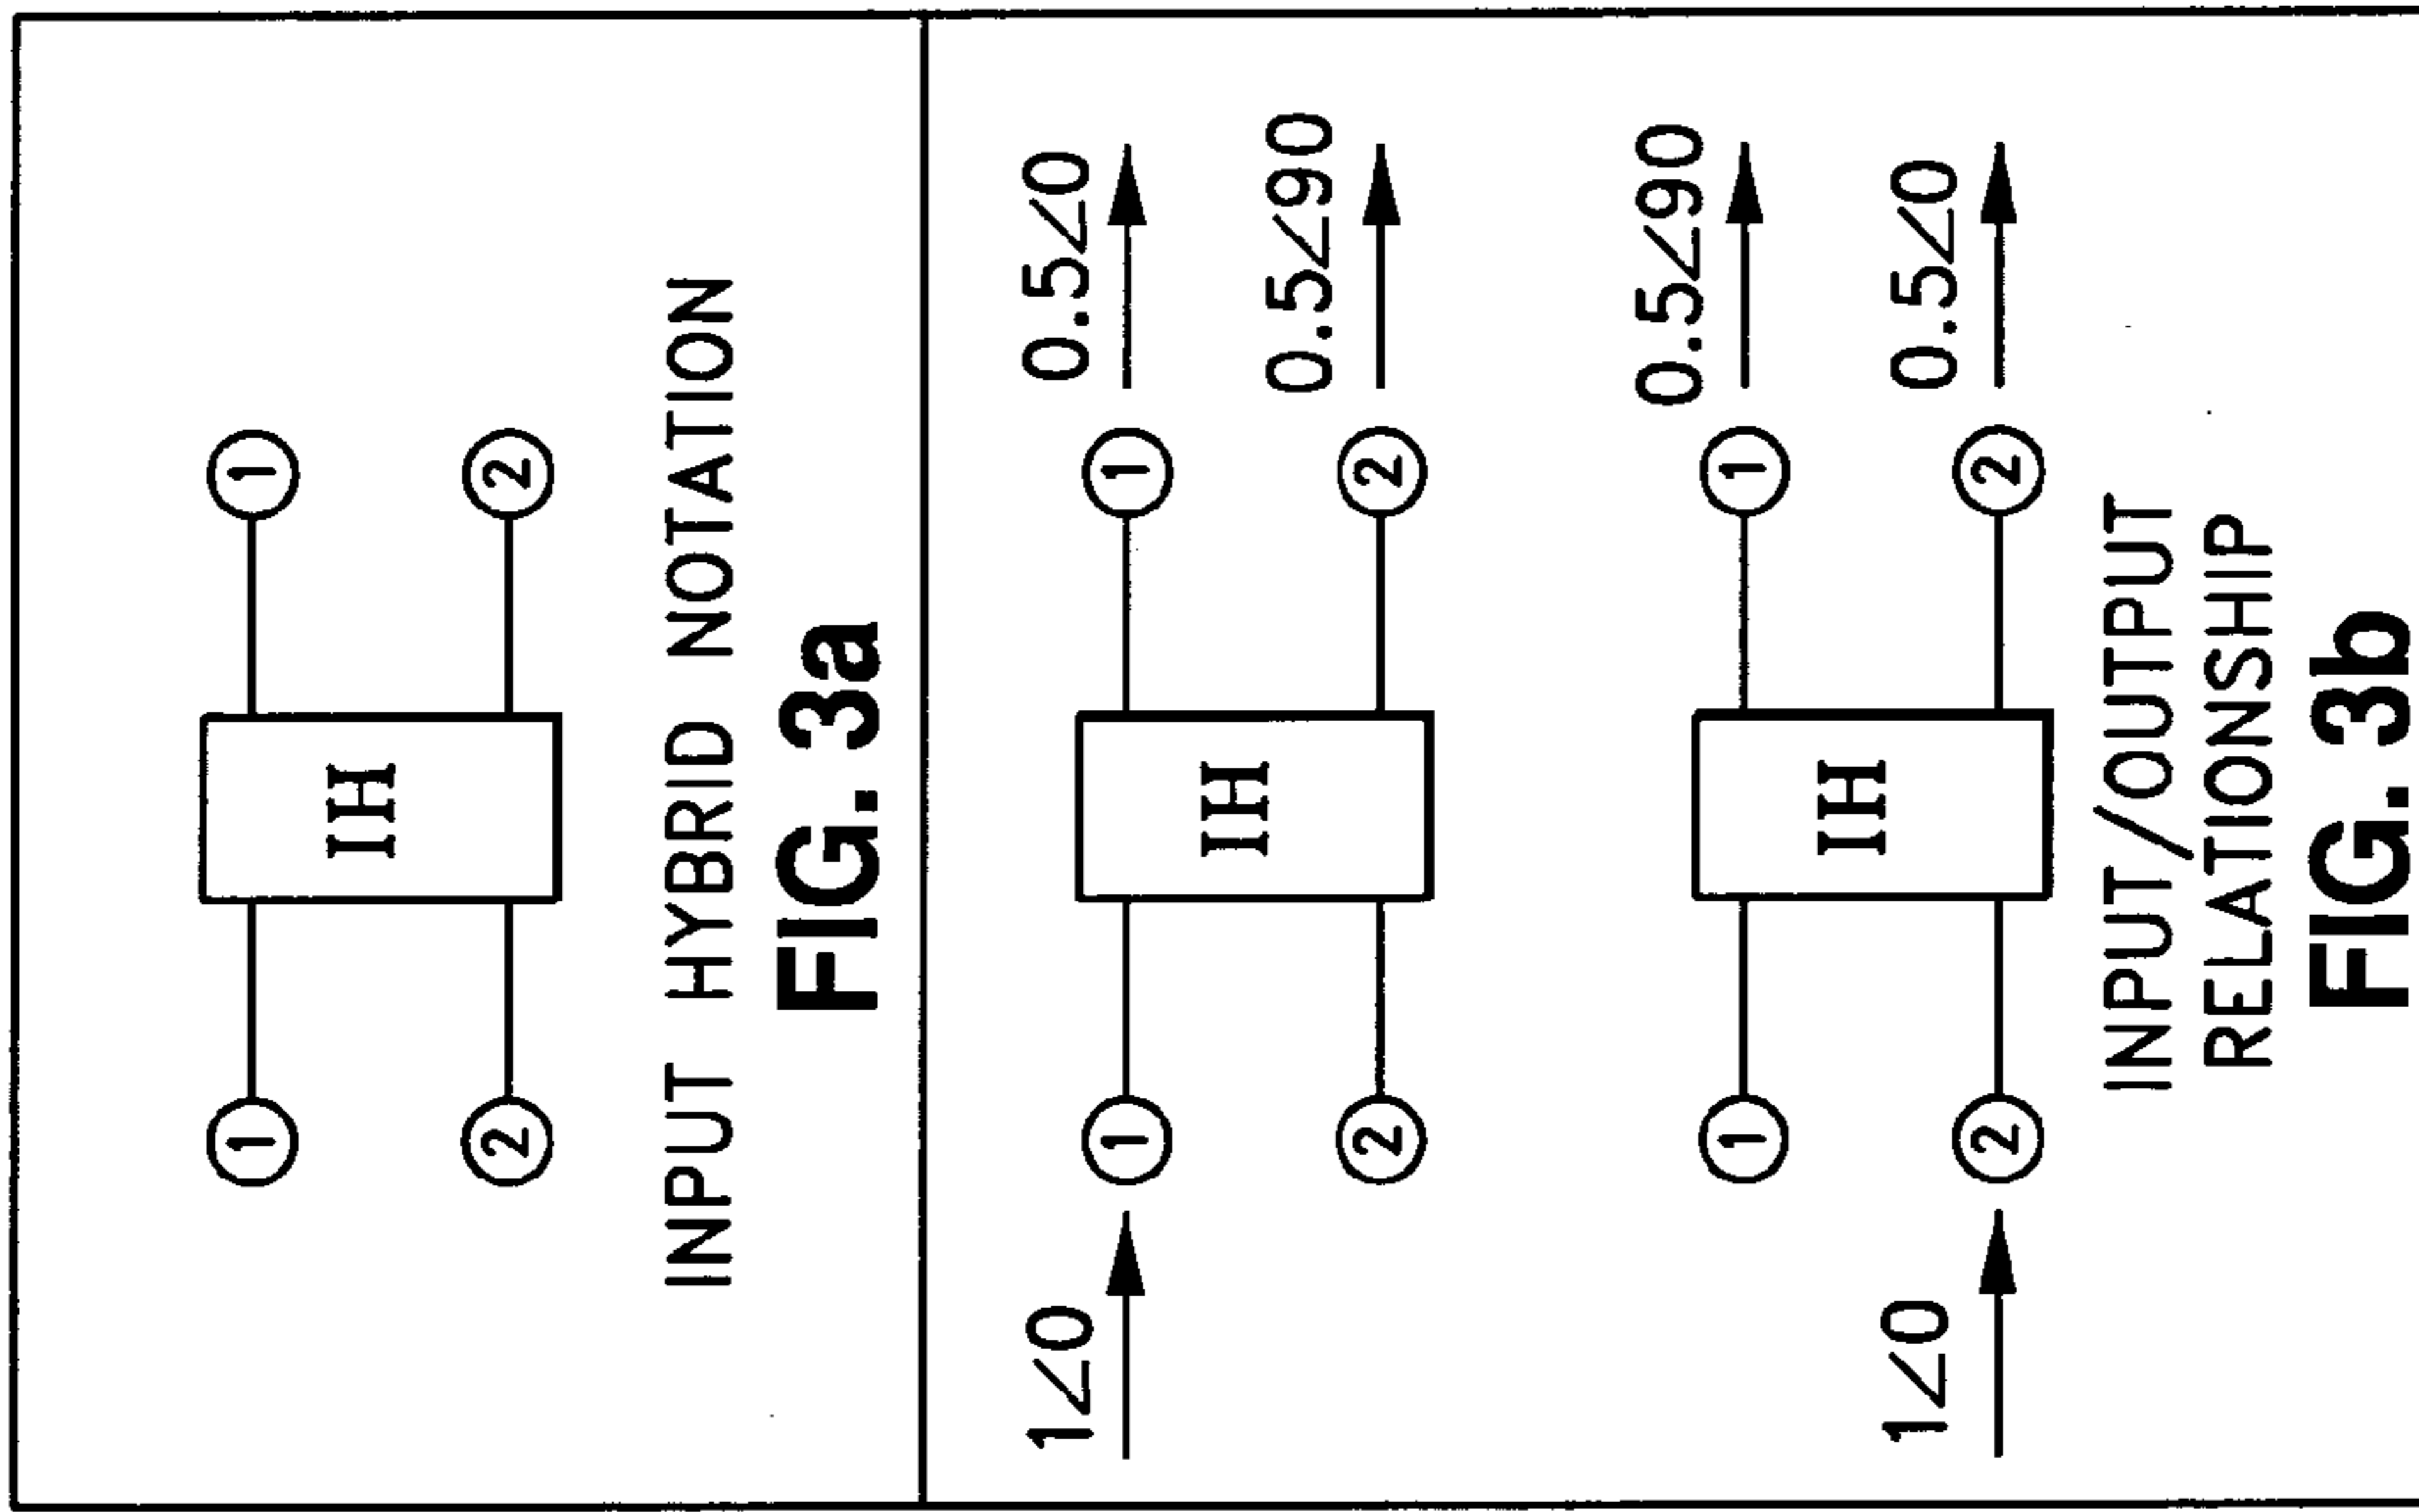 ① IH ①
② ②
INPUT HYBRID NOTATION
FIG. 3a
1∠0 0.5∠0
① IH ①
0.5∠90
② ②
0.5∠90
① IH ①
1∠0 0.5∠0
② ②
INPUT/OUTPUT
RELATIONSHIP
FIG. 3b